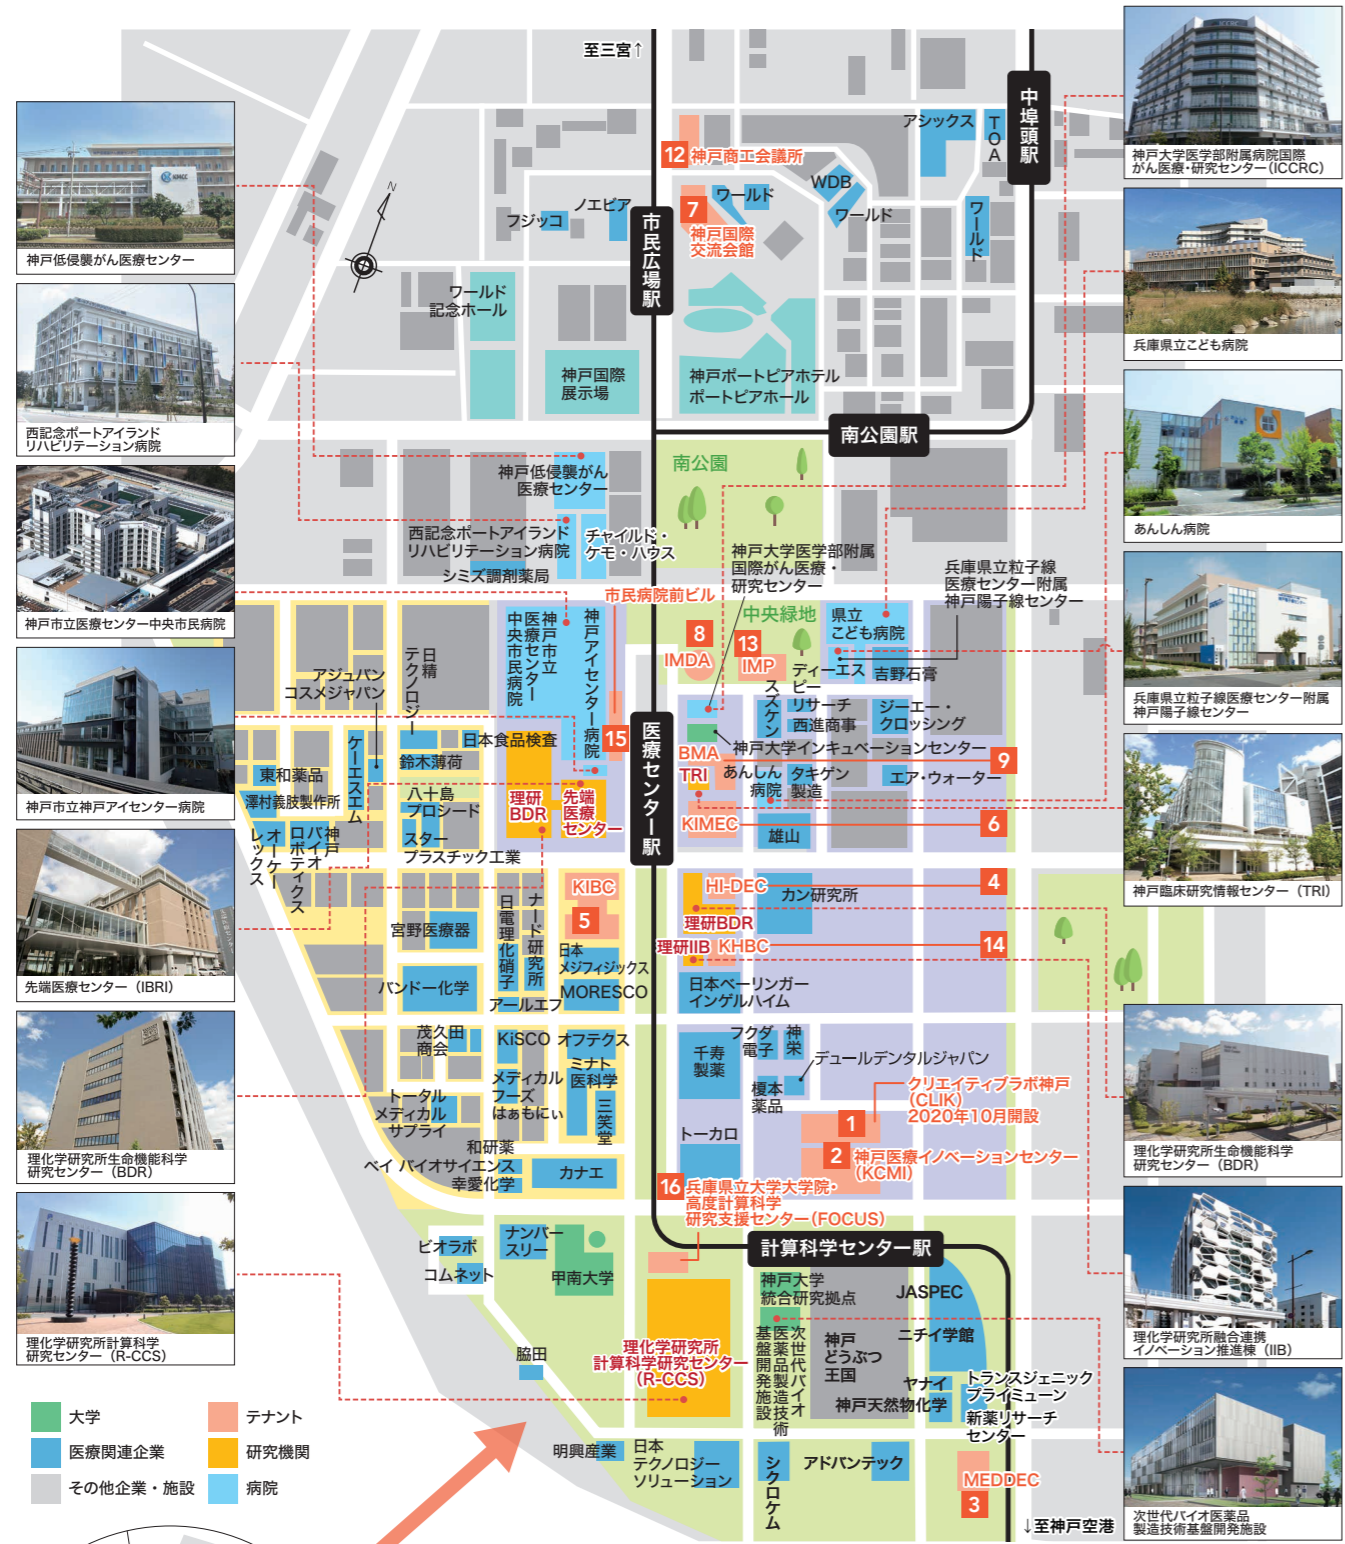 至三宮↑
中埠頭駅
アシックス
TOA
12 神戸商工会議所
WDB
ワールド
ワールド
ワールド
7
神戸国際
交流会館
ノエビア
フジッコ
市民広場駅
N
ワールド
記念ホール
神戸国際
展示場
神戸ポートピアホテル
ポートピアホール
南公園駅
南公園
神戸低侵襲がん
医療センター
西記念ポートアイランド
リハビリテーション病院
チャイルド・
ケモ・ハウス
シミズ調剤薬局
神戸大学医学部附属
国際がん医療・
研究センター
兵庫県立粒子線
医療センター附属
神戸陽子線センター
市民病院前ビル
中央緑地
県立
こども病院
8
IMDA
13
IMP
ディーエス
ピー
リサーチ
吉野石膏
スズケン
西進商事
ジーエー・
クロッシング
神戸市立
医療センター
中央市民病院
神戸アイセンター病院
日精
テクノロジー
アジュバン
コスメジャパン
15
医療センター駅
日本食品検査
鈴木薄荷
ケーエスエム
東和薬品
澤村義肢製作所
八十島
プロシード
スター
プラスチック工業
神戸
バイオ
ロボティクス
オーケー
レックス
理研
BDR
先端
医療
センター
神戸大学インキュベーションセンター
BMA
9
TRI
あんしん
病院
タキゲン
製造
エア・ウォーター
KIMEC
6
雄山
HI-DEC
4
カン研究所
理研BDR
理研IIB
KHBC
14
日本ベーリンガー
インゲルハイム
KIBC
5
宮野医療器
日電理化硝子
ナード研究所
日本
メジフィジックス
バンドー化学
MORESCO
アールエフ
茂久田
商会
KiSCO
オフテクス
ミナト
医科学
メディカル
フーズ
はぁもにぃ
三笑堂
トータル
メディカル
サプライ
和研薬
ベイ バイオサイエンス
幸愛化学
カナエ
千寿
製薬
フクダ
電子
神栄
デュールデンタルジャパン
榎本
薬品
クリエイティブラボ神戸
(CLIK)
2020年10月開設
1
2 神戸医療イノベーションセンター
(KCMI)
トーカロ
16 兵庫県立大学大学院・
高度計算科学
研究支援センター(FOCUS)
計算科学センター駅
ビオラボ
コムネット
ナンバー
スリー
甲南大学
神戸大学
統合研究拠点
JASPEC
ニチイ学館
神戸
どうぶつ
王国
次世代バイオ
医薬品製造技術
基盤開発施設
理化学研究所
計算科学研究センター
(R-CCS)
脇田
ヤナイ
神戸天然物化学
トランスジェニック
プライミューン
新薬リサーチ
センター
明興産業
日本
テクノロジー
ソリューション
シクロケム
アドバンテック
MEDDEC
3
↓至神戸空港
神戸低侵襲がん医療センター
西記念ポートアイランド
リハビリテーション病院
神戸市立医療センター中央市民病院
神戸市立神戸アイセンター病院
先端医療センター(IBRI)
理化学研究所生命機能科学
研究センター(BDR)
理化学研究所計算科学
研究センター(R-CCS)
大学
テナント
医療関連企業
研究機関
その他企業・施設
病院
神戸大学医学部附属病院国際
がん医療・研究センター(ICCRC)
兵庫県立こども病院
あんしん病院
兵庫県立粒子線医療センター附属
神戸陽子線センター
神戸臨床研究情報センター(TRI)
理化学研究所生命機能科学
研究センター(BDR)
理化学研究所融合連携
イノベーション推進棟(IIB)
次世代バイオ医薬品
製造技術基盤開発施設